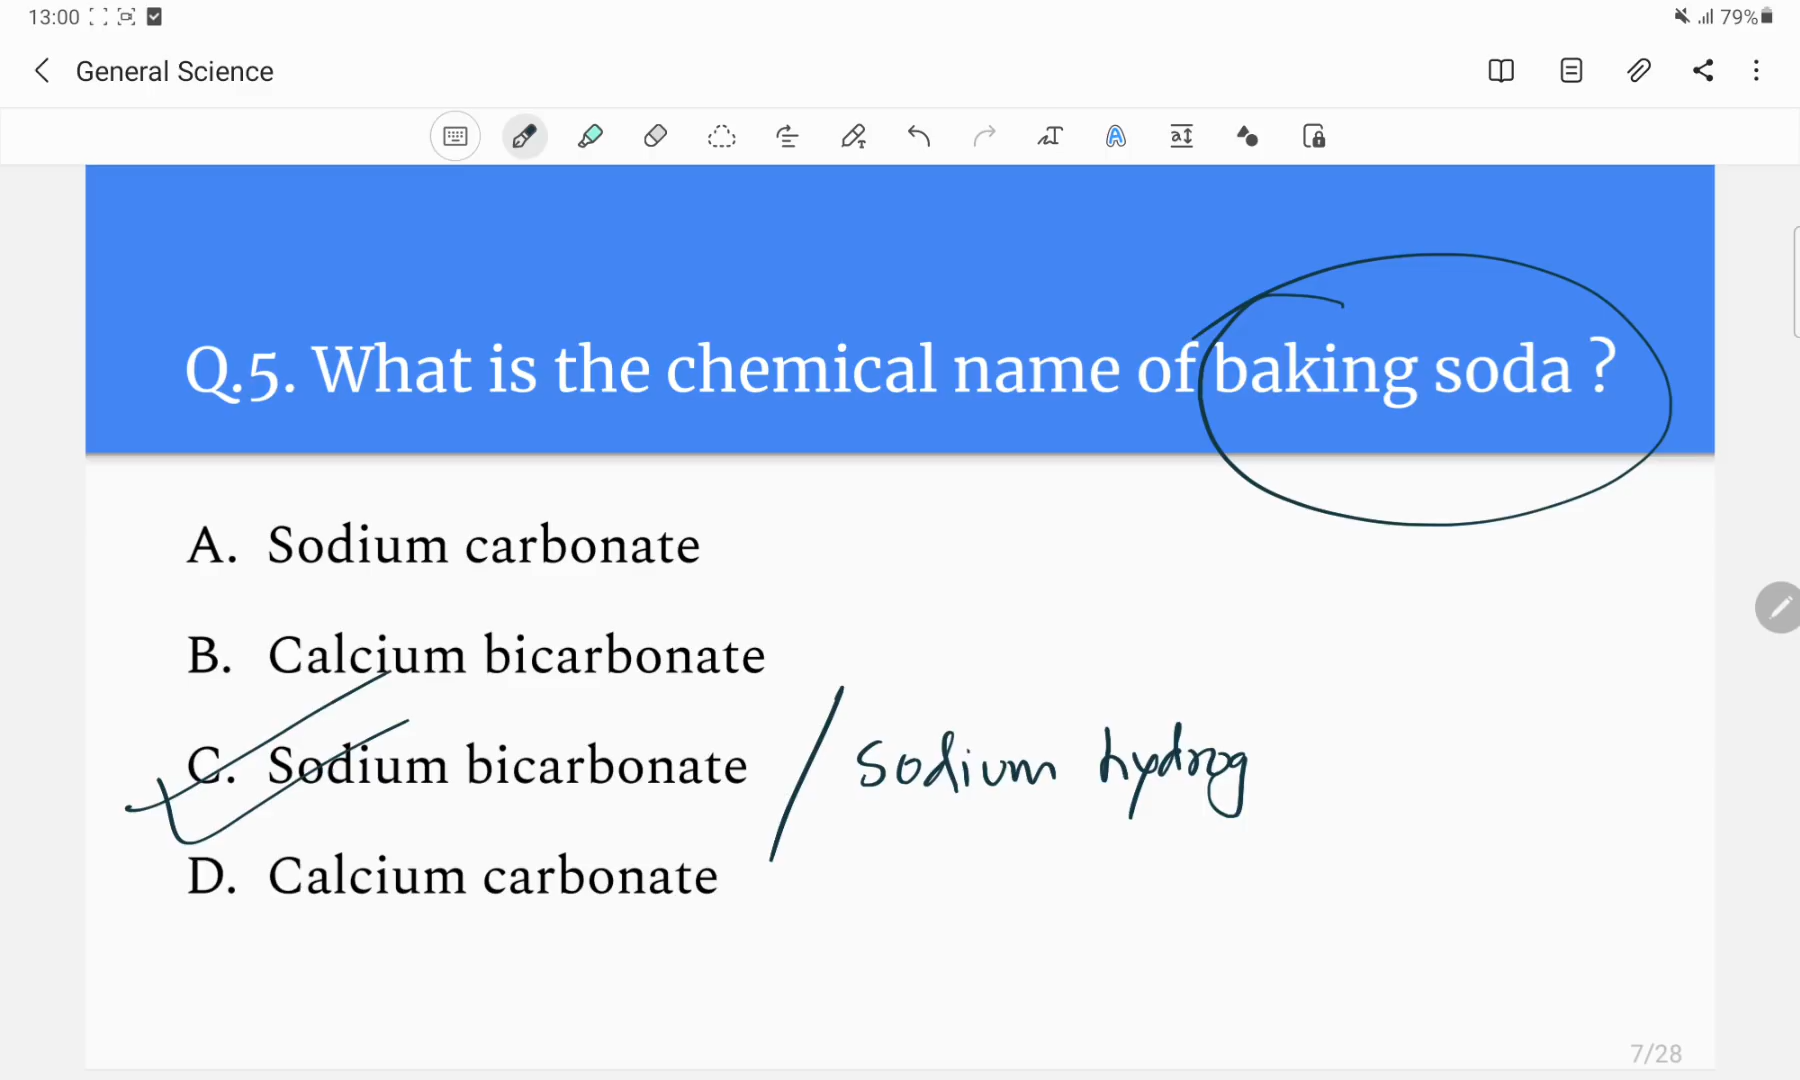 13:00
79%
General Science
Q.5. What is the chemical name of baking soda ?
A. Sodium carbonate
B. Calcium bicarbonate
C. Sodium bicarbonate / Sodium hydrog
D. Calcium carbonate
7/28